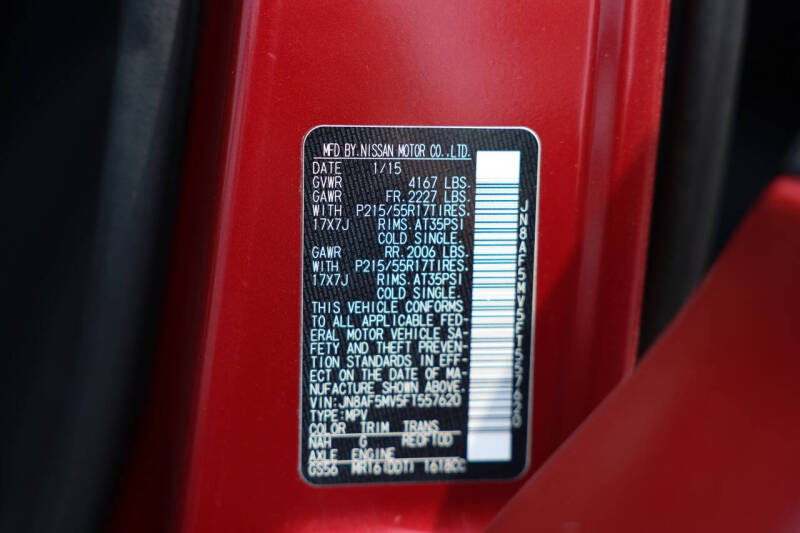 MFD BY.NISSAN MOTOR CO.,LTD.
DATE 1/15
GVWR 4167 LBS.
GAWR FR.2227 LBS.
WITH P215/55R17TIRES.
17X7J RIMS.AT35PSI
COLD SINGLE.
GAWR RR.2006 LBS.
WITH P215/55R17TIRES.
17X7J RIMS.AT35PSI
COLD SINGLE.
THIS VEHICLE CONFORMS
TO ALL APPLICABLE FED-
ERAL MOTOR VEHICLE SA-
FETY AND THEFT PREVEN-
TION STANDARDS IN EFF-
ECT ON THE DATE OF MA-
NUFACTURE SHOWN ABOVE.
VIN:JN8AF5MV5FT557620
TYPE:MPV
COLOR TRIM TRANS
NAH G RE0F10D
AXLE ENGINE
GS56 MR16(DDT) 1618CC
JN8AF5MV5FT557620